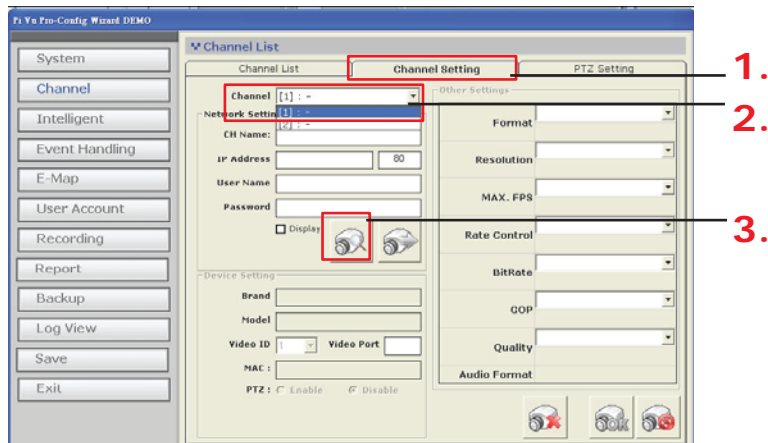 Pi Vu Pro-Config Wizard DEMO
System
Channel
Intelligent
Event Handling
E-Map
User Account
Recording
Report
Backup
Log View
Save
Exit
Channel List
Channel List
Channel Setting
PTZ Setting
1.
2.
3.
Channel [1] : -
[1] : -
[2] : -
Network Settin
CH Name:
IP Address 80
User Name
Password
Display
Device Setting
Brand
Model
Video ID 1 Video Port
MAC :
PTZ : Enable Disable
Other Settings
Format
Resolution
MAX. FPS
Rate Control
BitRate
GOP
Quality
Audio Format
ok